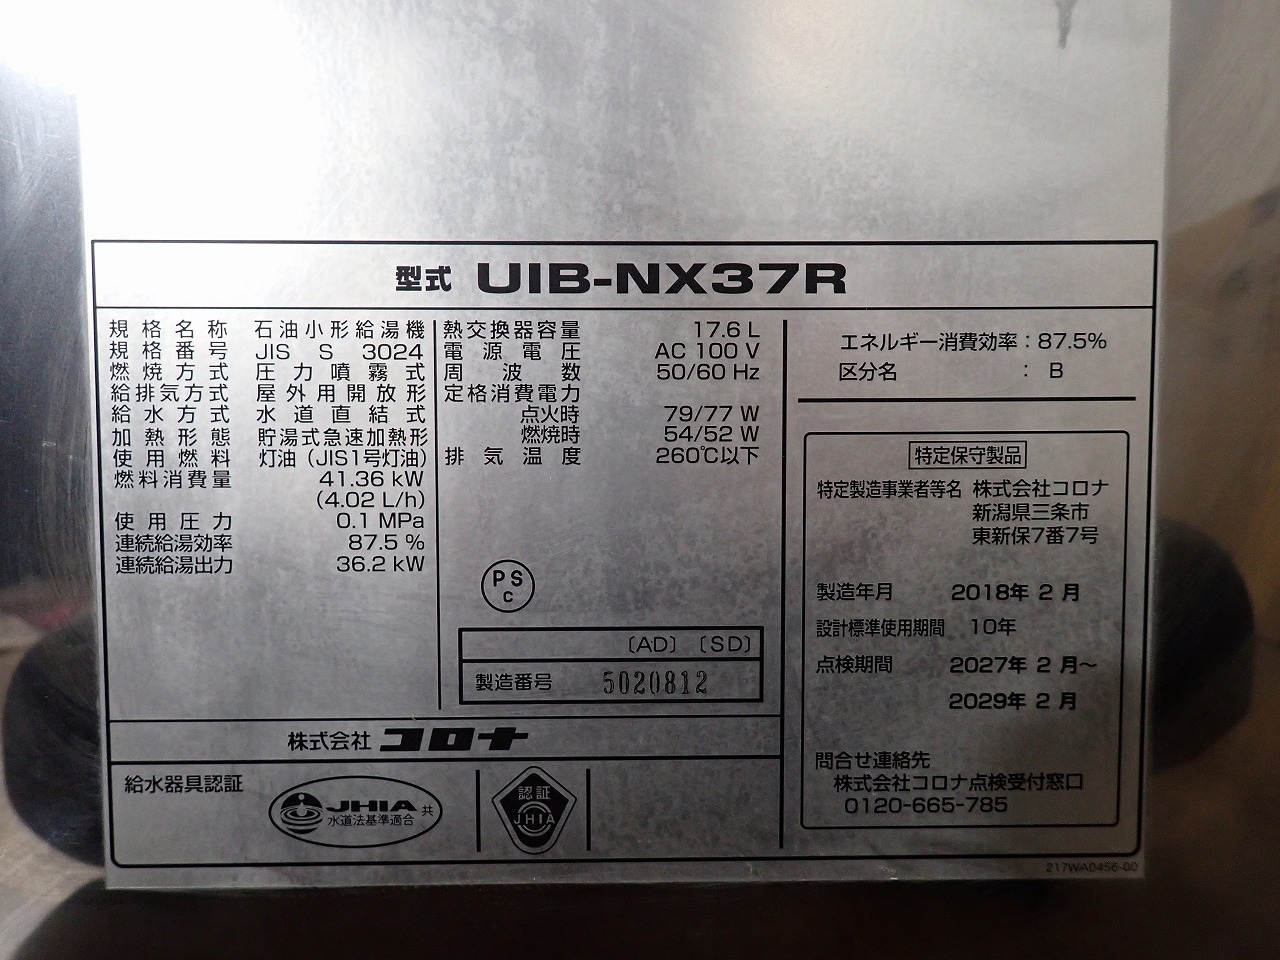 型式 UIB-NX37R
規格名称 石油小形給湯機
規格番号 JIS S 3024
燃焼方式 圧力噴霧式
給排気方式 屋外用開放形
給水方式 水道直結式
加熱形態 貯湯式急速加熱形
使用燃料 灯油(JIS1号灯油)
燃料消費量 41.36 kW
(4.02 L/h)
使用圧力 0.1 MPa
連続給湯効率 87.5 %
連続給湯出力 36.2 kW
熱交換器容量 17.6 L
電源電圧 AC 100 V
周波数 50/60 Hz
定格消費電力
点火時 79/77 W
燃焼時 54/52 W
排気温度 260℃以下
PS
C
〔AD〕〔SD〕
製造番号 5020812
エネルギー消費効率：87.5%
区分名 ： B
特定保守製品
特定製造事業者等名 株式会社コロナ
新潟県三条市
東新保7番7号
製造年月 2018年 2 月
設計標準使用期間 10年
点検期間 2027年 2 月～
2029年 2 月
問合せ連絡先
株式会社コロナ点検受付窓口
0120-665-785
株式会社 コロナ
給水器具認証
JHIA 共
水道法基準適合
認証
JHIA
217WA0456-00